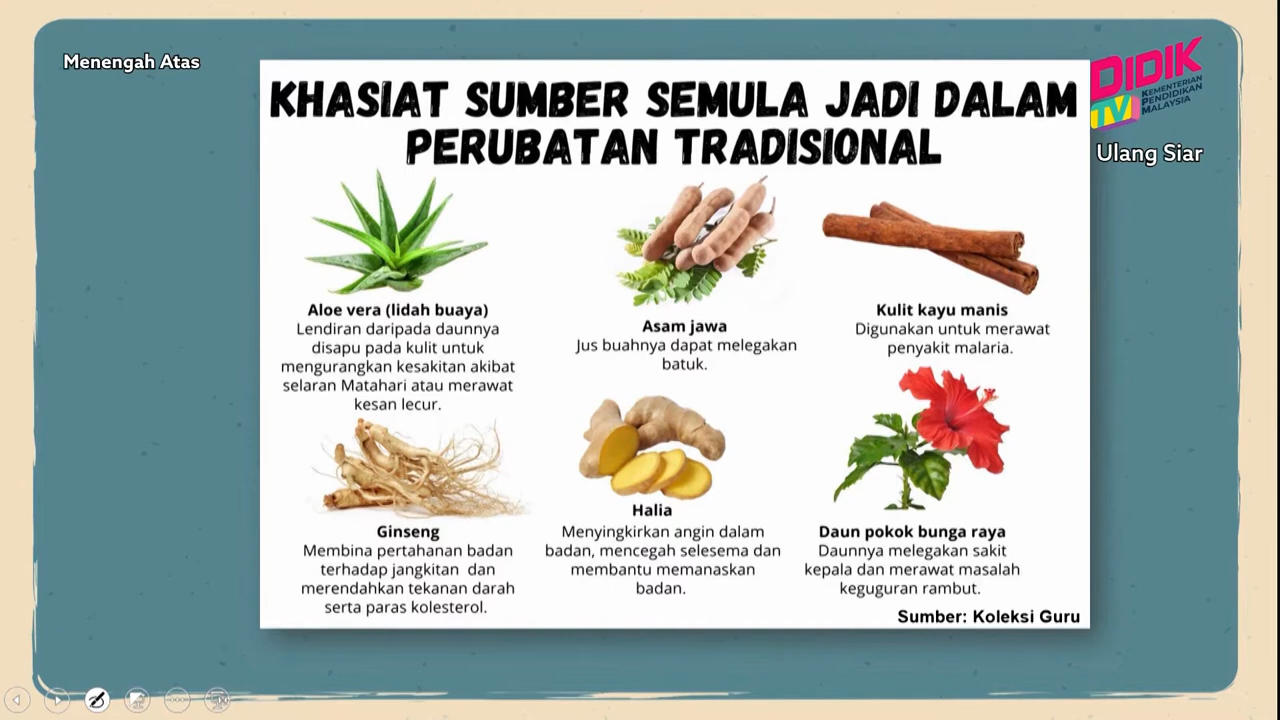 Menengah Atas
DIDIK
TV
KEMENTERIAN
PENDIDIKAN
MALAYSIA
Ulang Siar
KHASIAT SUMBER SEMULA JADI DALAM
PERUBATAN TRADISIONAL
Aloe vera (lidah buaya)
Lendiran daripada daunnya
disapu pada kulit untuk
mengurangkan kesakitan akibat
selaran Matahari atau merawat
kesan lecur.
Asam jawa
Jus buahnya dapat melegakan
batuk.
Kulit kayu manis
Digunakan untuk merawat
penyakit malaria.
Ginseng
Membina pertahanan badan
terhadap jangkitan dan
merendahkan tekanan darah
serta paras kolesterol.
Halia
Menyingkirkan angin dalam
badan, mencegah selesema dan
membantu memanaskan
badan.
Daun pokok bunga raya
Daunnya melegakan sakit
kepala dan merawat masalah
keguguran rambut.
Sumber: Koleksi Guru